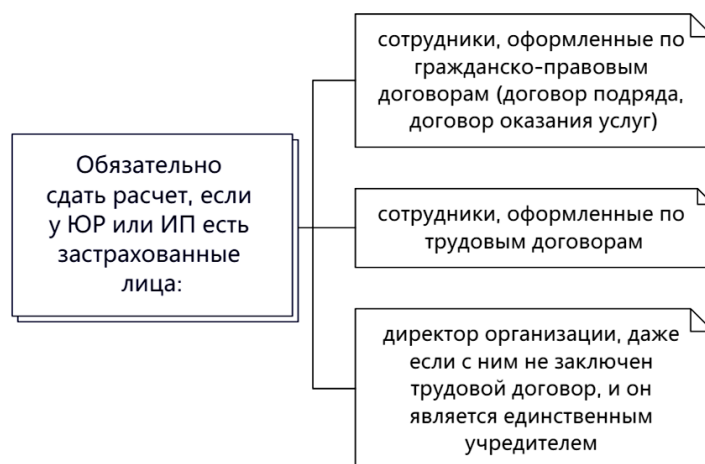 Обязательно
сдать расчет, если
у ЮР или ИП есть
застрахованные
лица:
сотрудники, оформленные по
гражданско-правовым
договорам (договор подряда,
договор оказания услуг)
сотрудники, оформленные по
трудовым договорам
директор организации, даже
если с ним не заключен
трудовой договор, и он
является единственным
учредителем